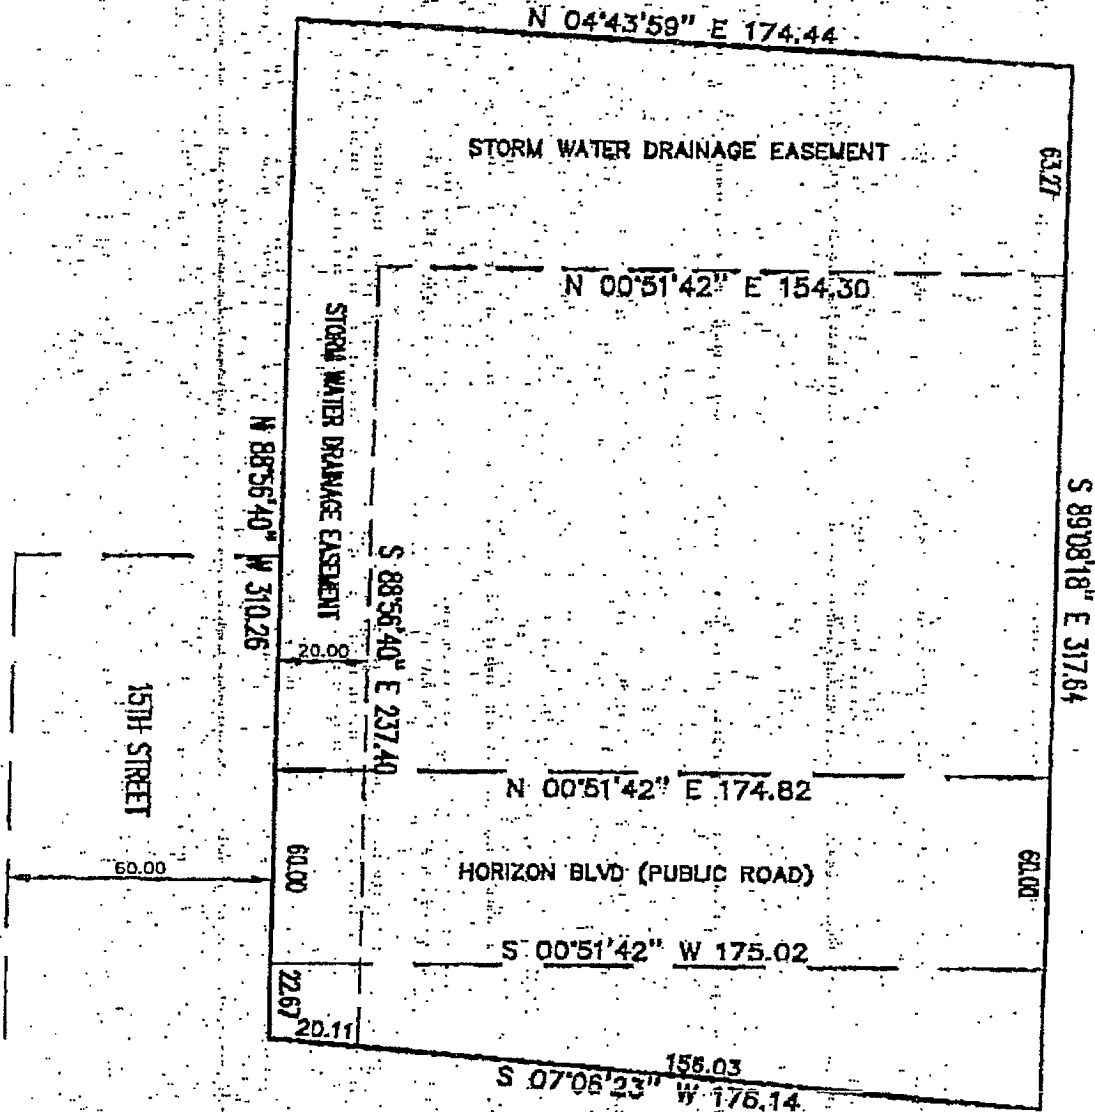 N 04°43'59" E 174.44
STORM WATER DRAINAGE EASEMENT
63.27
N 00°51'42" E 154.30
STORM WATER DRAINAGE EASEMENT
N 88°56'40" W 310.26
S 88°56'40" E 237.40
S 89°08'18" E 317.64
20.00
15TH STREET
60.00
N 00°51'42" E 174.82
60.00
HORIZON BLVD (PUBLIC ROAD)
60.00
S 00°51'42" W 175.02
22.67
20.11
156.03
S 07°06'23" W 176.14